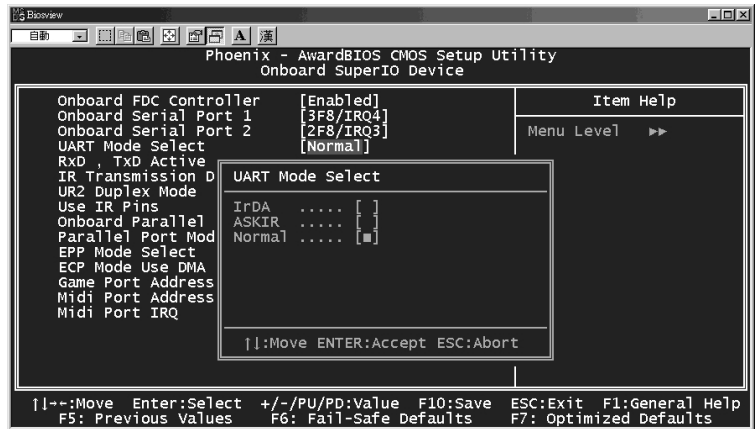 Biosview
自動
A 漢
Phoenix - AwardBIOS CMOS Setup Utility
Onboard SuperIO Device
Onboard FDC Controller [Enabled]
Onboard Serial Port 1 [3F8/IRQ4]
Onboard Serial Port 2 [2F8/IRQ3]
UART Mode Select [Normal]
RxD , TxD Active
IR Transmission D
UR2 Duplex Mode
Use IR Pins
Onboard Parallel
Parallel Port Mod
EPP Mode Select
ECP Mode Use DMA
Game Port Address
Midi Port Address
Midi Port IRQ
Item Help
Menu Level ►►
UART Mode Select
IrDA ..... [ ]
ASKIR ..... [ ]
Normal ..... [■]
↑↓:Move ENTER:Accept ESC:Abort
↑↓→←:Move Enter:Select +/-/PU/PD:Value F10:Save ESC:Exit F1:General Help
F5: Previous Values F6: Fail-Safe Defaults F7: Optimized Defaults